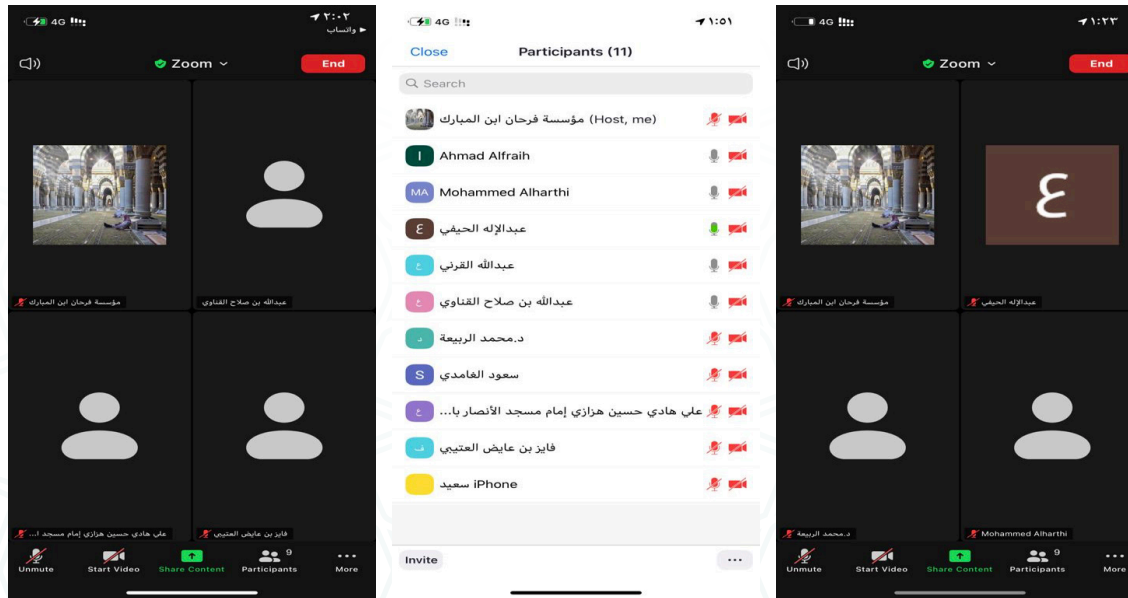 4G
٢:٠٢
واتساب
Zoom
End
مؤسسة فرحان ابن المبارك
عبدالله بن صلاح القناوي
علي هادي حسين هزازي إمام مسجد ا...
فايز بن عايض العتيبي
9
Unmute
Start Video
Share Content
Participants
More
4G
١:٥١
Close
Participants (11)
Search
مؤسسة فرحان ابن المبارك (Host, me)
I
Ahmad Alfraih
MA
Mohammed Alharthi
ع
عبدالإله الحيفي
ع
عبدالله القرني
ع
عبدالله بن صلاح القناوي
د
د.محمد الربيعة
S
سعود الغامدي
ع
علي هادي حسين هزازي إمام مسجد الأنصار با...
ف
فايز بن عايض العتيبي
سعيد iPhone
Invite
4G
١:٢٣
Zoom
End
ع
مؤسسة فرحان ابن المبارك
عبدالإله الحيفي
د.محمد الربيعة
Mohammed Alharthi
9
Unmute
Start Video
Share Content
Participants
More